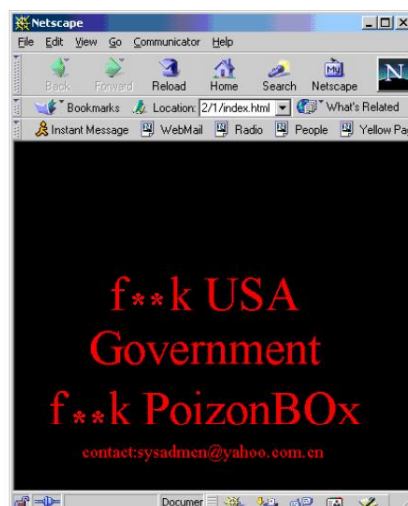 Netscape
File Edit View Go Communicator Help
Back Forward Reload Home Search Netscape
Bookmarks Location: 2/1/index.html What's Related
Instant Message WebMail Radio People Yellow Pa
f**k USA
Government
f**k PoizonBOx
contact:sysadmen@yahoo.com.cn
Documer